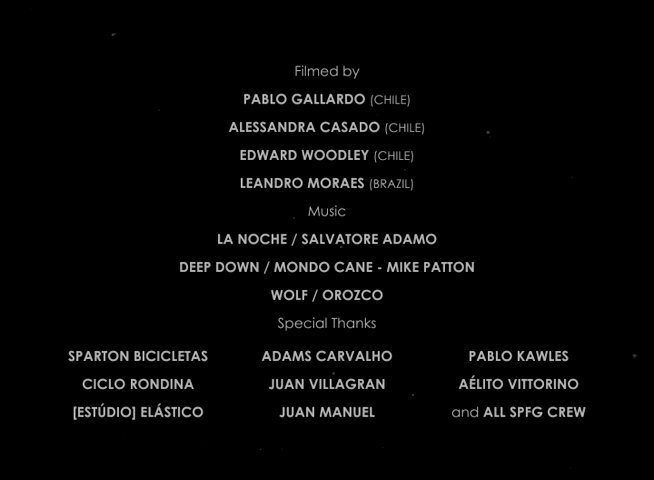 Filmed by
PABLO GALLARDO (CHILE)
ALESSANDRA CASADO (CHILE)
EDWARD WOODLEY (CHILE)
LEANDRO MORAES (BRAZIL)
Music
LA NOCHE / SALVATORE ADAMO
DEEP DOWN / MONDO CANE - MIKE PATTON
WOLF / OROZCO
Special Thanks
SPARTON BICICLETAS ADAMS CARVALHO PABLO KAWLES
CICLO RONDINA JUAN VILLAGRAN AÉLITO VITTORINO
[ESTÚDIO] ELÁSTICO JUAN MANUEL and ALL SPFG CREW